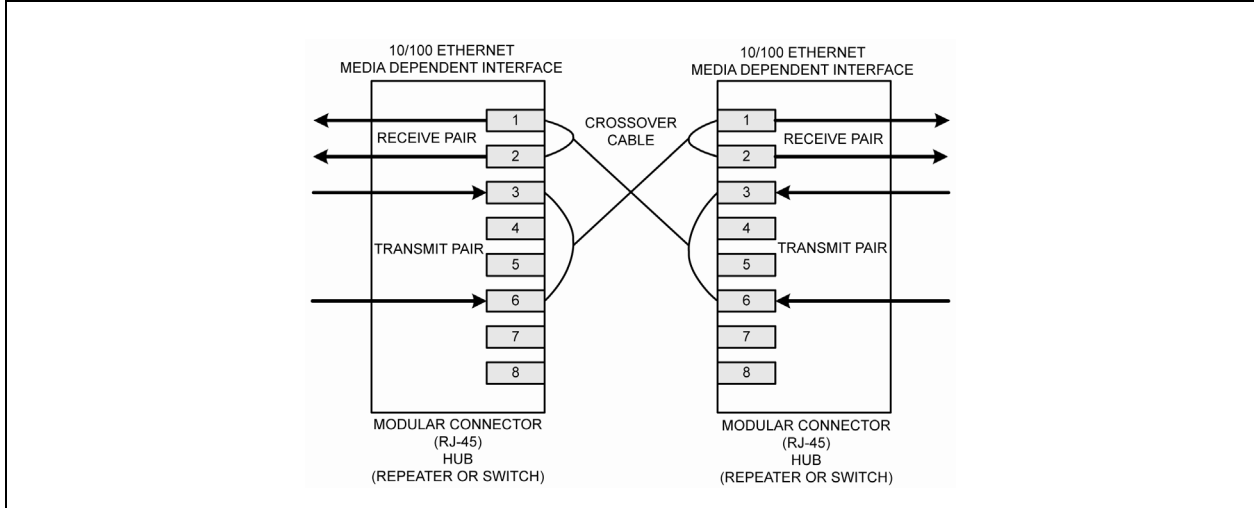 10/100 ETHERNET
MEDIA DEPENDENT INTERFACE
10/100 ETHERNET
MEDIA DEPENDENT INTERFACE
1
RECEIVE PAIR
2
3
4
TRANSMIT PAIR
5
6
7
8
CROSSOVER
CABLE
1
RECEIVE PAIR
2
3
4
TRANSMIT PAIR
5
6
7
8
MODULAR CONNECTOR
(RJ-45)
HUB
(REPEATER OR SWITCH)
MODULAR CONNECTOR
(RJ-45)
HUB
(REPEATER OR SWITCH)